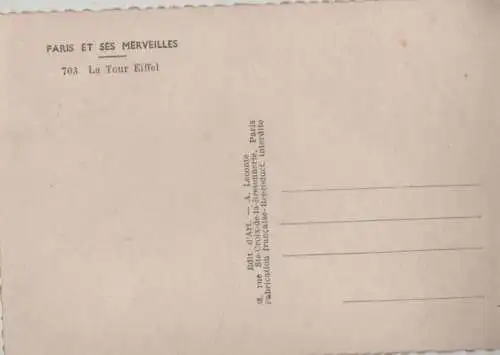 PARIS ET SES MERVEILLES
703 La Tour Eiffel
Edit. d'Art. — A. Leconte
rue Ste-Croix-de-la-Bretonnerie, Paris
Fabrication française-Reproduct. interdite